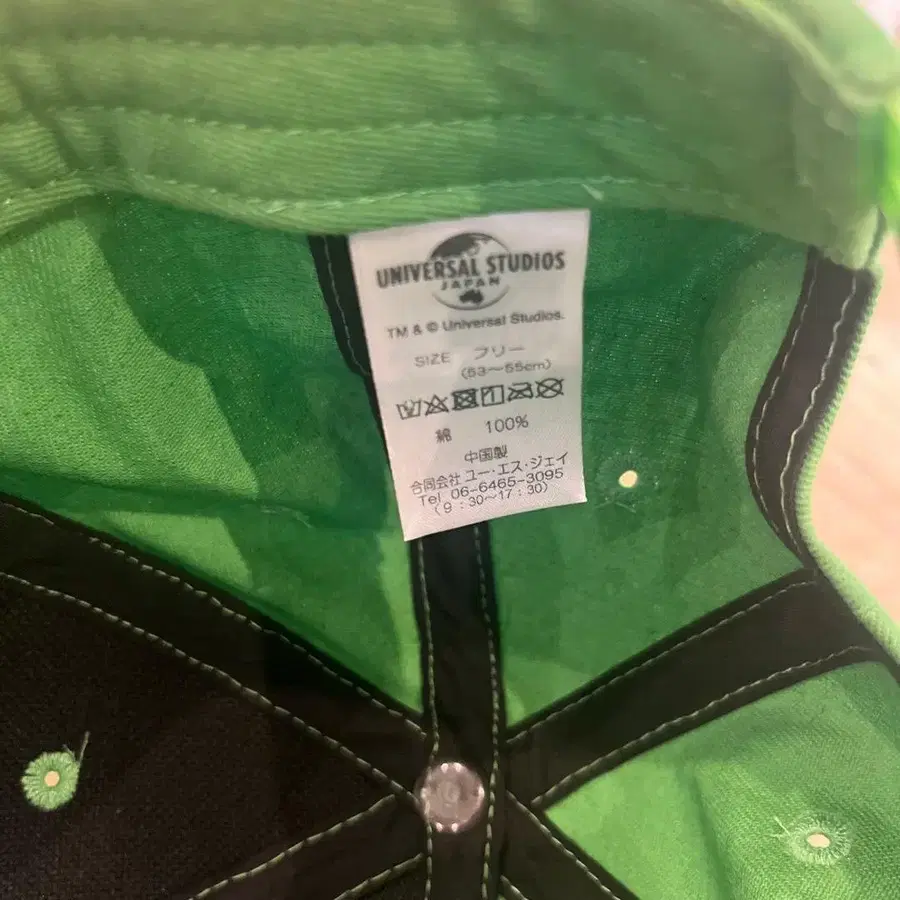 UNIVERSAL STUDIOS
JAPAN
TM & © Universal Studios.
SIZE フリー
(53～55cm)
綿 100%
中国製
合同会社 ユー・エス・ジェイ
Tel 06-6465-3095
(9:30～17:30)